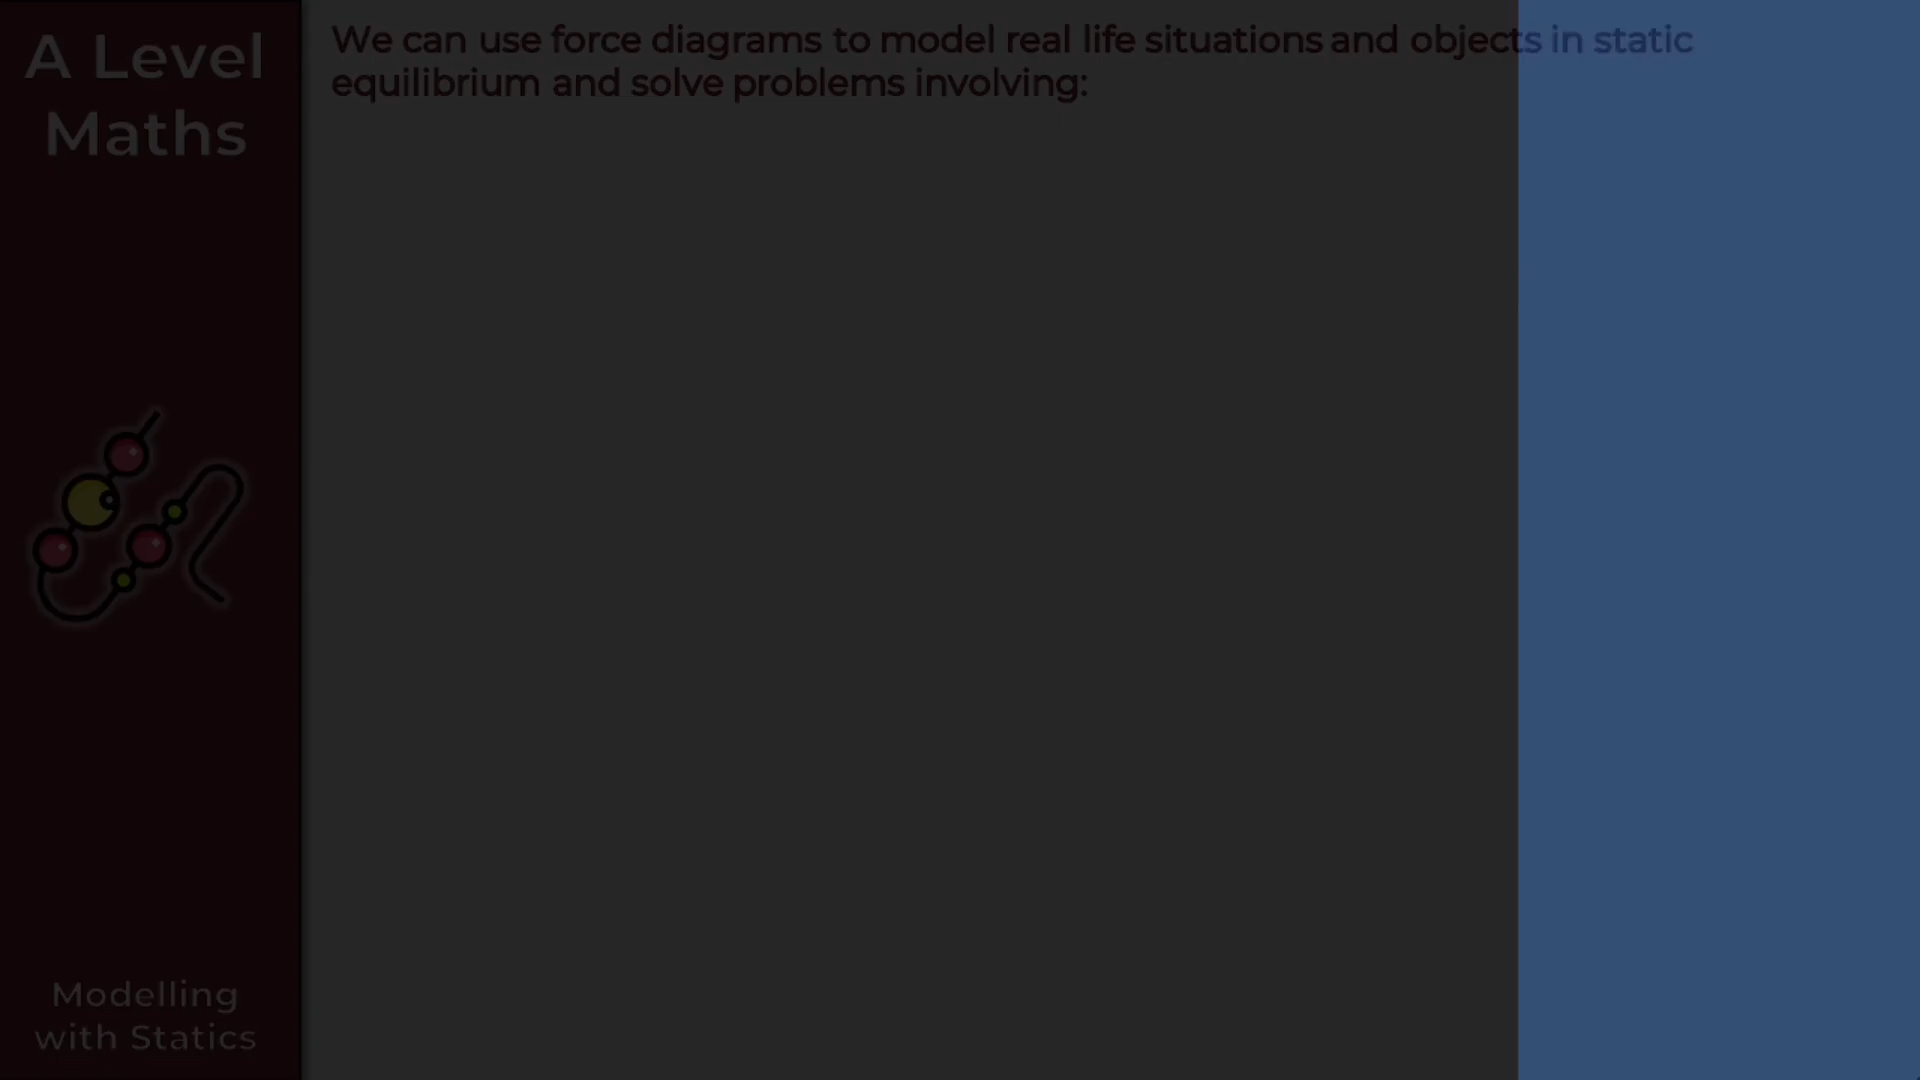 A Level
Maths
We can use force diagrams to model real life situations and objects in static
equilibrium and solve problems involving:
Modelling
with Statics